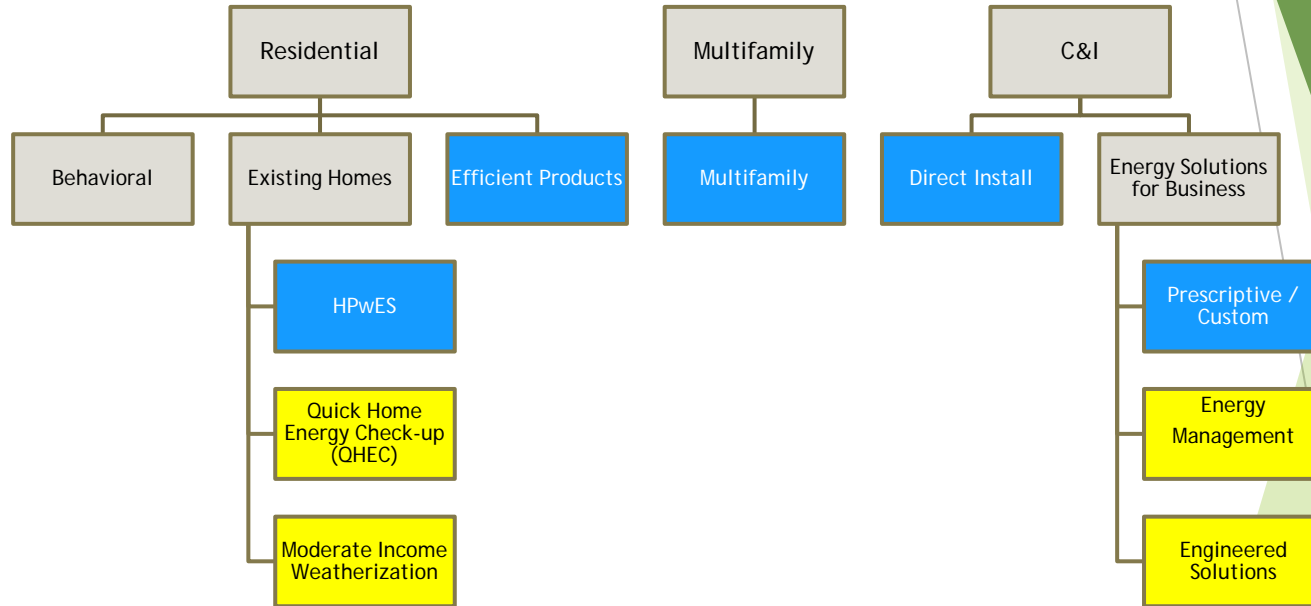 Residential
Multifamily
C&I
Behavioral
Existing Homes
Efficient Products
Multifamily
Direct Install
Energy Solutions
for Business
HPwES
Prescriptive /
Custom
Quick Home
Energy Check-up
(QHEC)
Energy
Management
Moderate Income
Weatherization
Engineered
Solutions